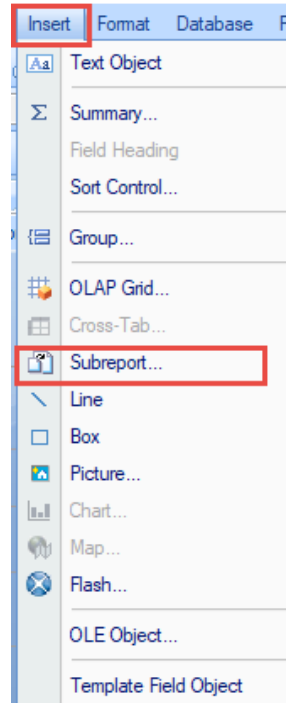 Insert Format Database
Aa Text Object
Σ Summary...
Field Heading
Sort Control...
Group...
OLAP Grid...
Cross-Tab...
Subreport...
Line
Box
Picture...
Chart...
Map...
Flash...
OLE Object...
Template Field Object